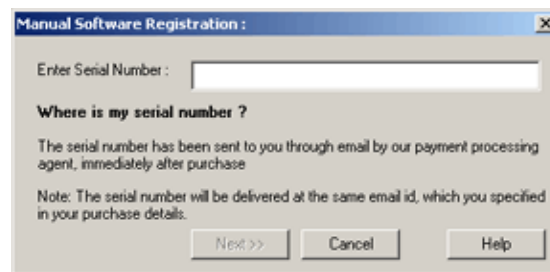 Manual Software Registration :
Enter Serial Number :
Where is my serial number ?
The serial number has been sent to you through email by our payment processing
agent, immediately after purchase
Note: The serial number will be delivered at the same email id, which you specified
in your purchase details.
Next >> Cancel Help